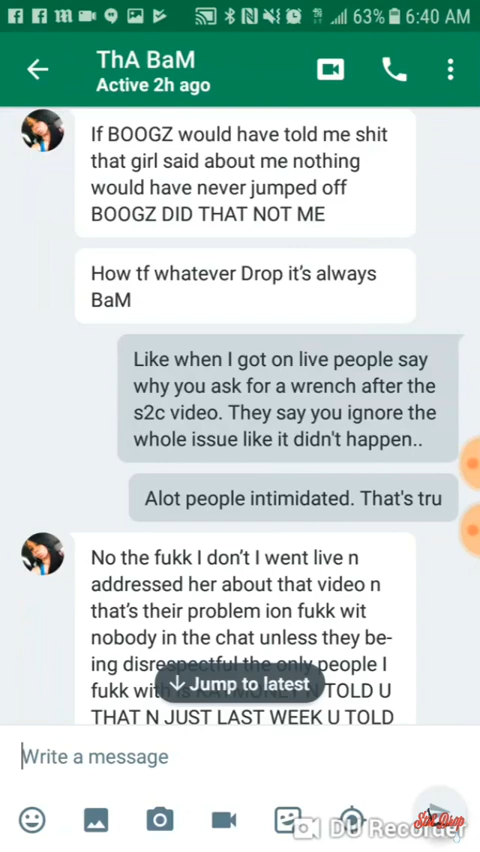 63% 6:40 AM
ThA BaM
Active 2h ago
If BOOGZ would have told me shit
that girl said about me nothing
would have never jumped off
BOOGZ DID THAT NOT ME
How tf whatever Drop it's always
BaM
Like when I got on live people say
why you ask for a wrench after the
s2c video. They say you ignore the
whole issue like it didn't happen..
Alot people intimidated. That's tru
No the fukk I don't I went live n
addressed her about that video n
that's their problem ion fukk wit
nobody in the chat unless they be-
ing disrespectful the only people I
fukk with N TOLD U
↓ Jump to latest
THAT N JUST LAST WEEK U TOLD
Write a message
DU Recorder